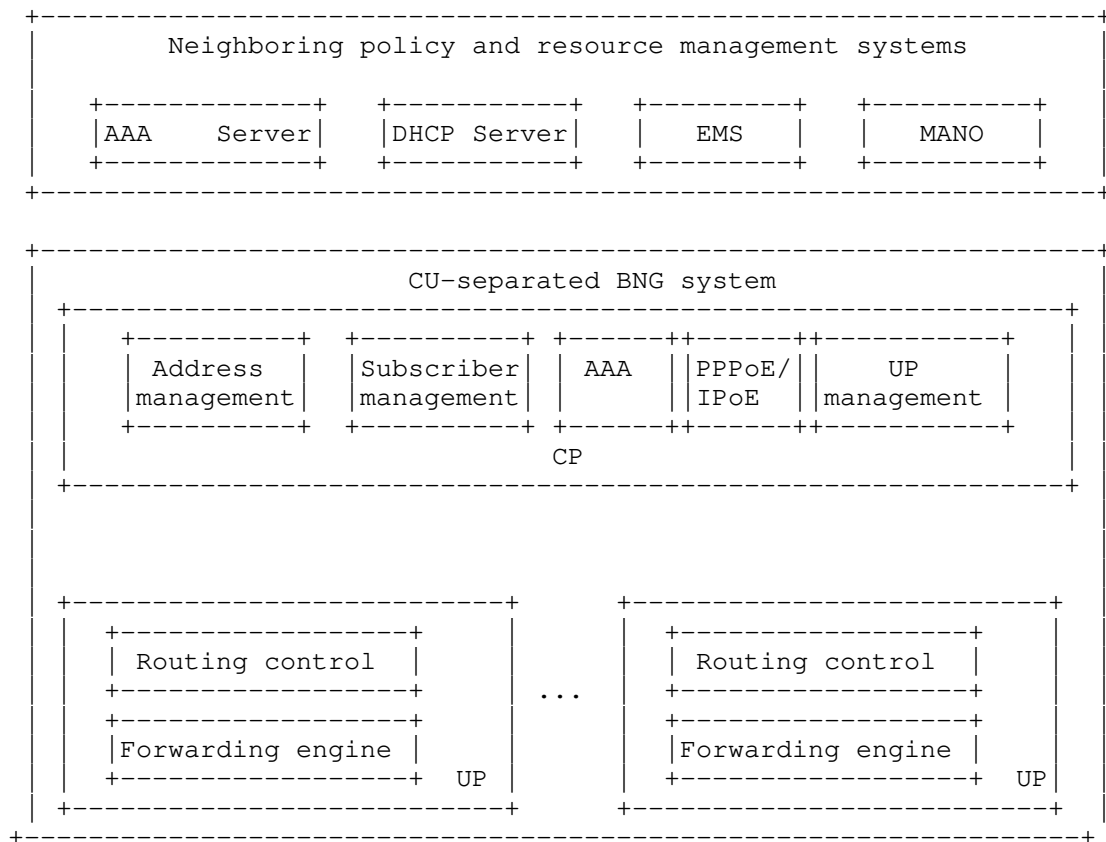 Neighboring policy and resource management systems
AAA Server DHCP Server EMS MANO
CU-separated BNG system
Address Subscriber AAA PPPoE/ UP
management management IPoE management
CP
Routing control Routing control
...
Forwarding engine Forwarding engine
UP UP